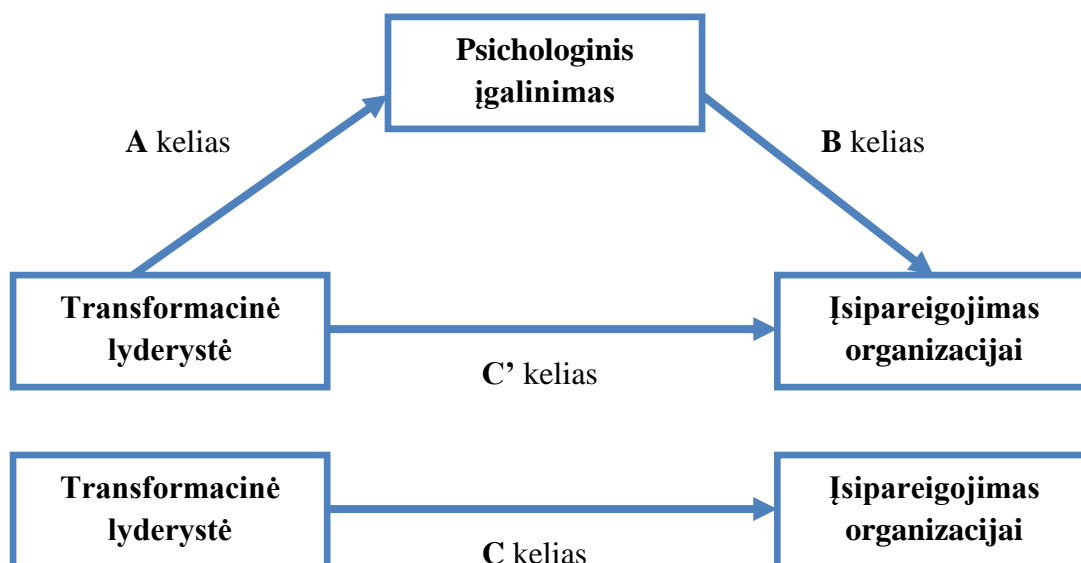 Psichologinis
įgalinimas
A kelias
B kelias
Transformacinė
lyderystė
Įsipareigojimas
organizacijai
C’ kelias
Transformacinė
lyderystė
Įsipareigojimas
organizacijai
C kelias